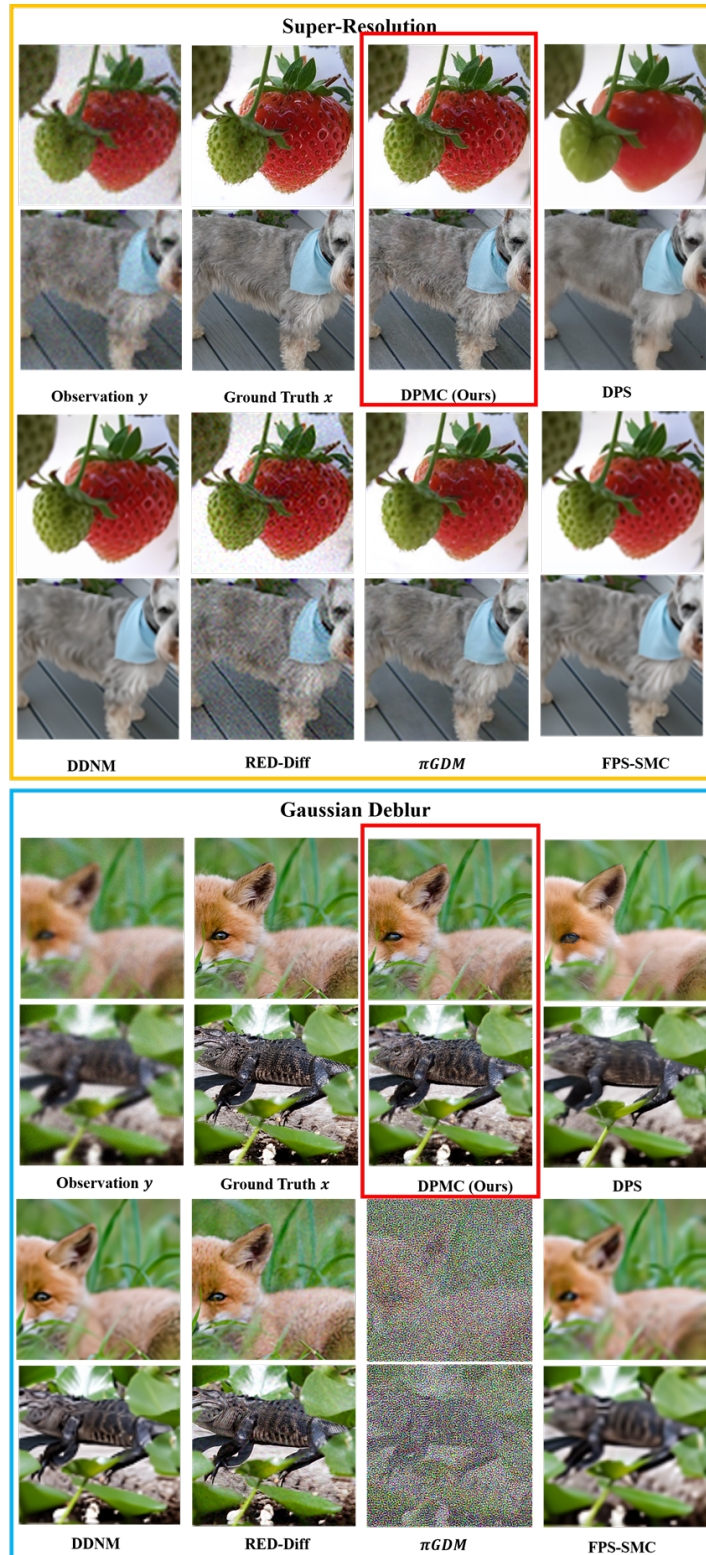 Super-Resolution
Observation y Ground Truth x DPMC (Ours) DPS
DDNM RED-Diff πGDM FPS-SMC
Gaussian Deblur
Observation y Ground Truth x DPMC (Ours) DPS
DDNM RED-Diff πGDM FPS-SMC